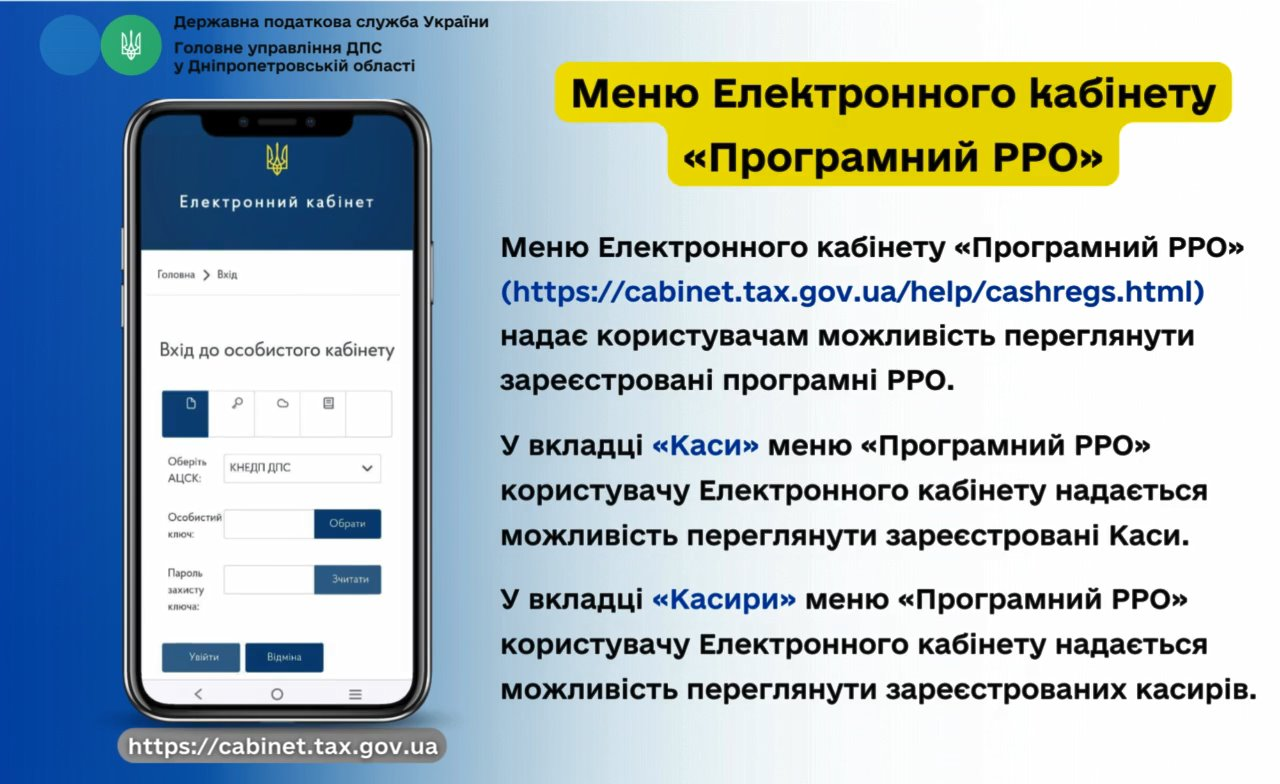 Державна податкова служба України
Головне управління ДПС
у Дніпропетровській області
Меню Електронного кабінету
«Програмний РРО»
Електронний кабінет
Головна > Вхід
Вхід до особистого кабінету
Оберіть
АЦСК:
КНЕДП ДПС
Особистий
ключ:
Обрати
Пароль
захисту
ключа:
Зчитати
Увійти
Відміна
https://cabinet.tax.gov.ua
Меню Електронного кабінету «Програмний РРО»
(https://cabinet.tax.gov.ua/help/cashregs.html)
надає користувачам можливість переглянути
зареєстровані програмні РРО.
У вкладці «Каси» меню «Програмний РРО»
користувачу Електронного кабінету надається
можливість переглянути зареєстровані Каси.
У вкладці «Касири» меню «Програмний РРО»
користувачу Електронного кабінету надається
можливість переглянути зареєстрованих касирів.